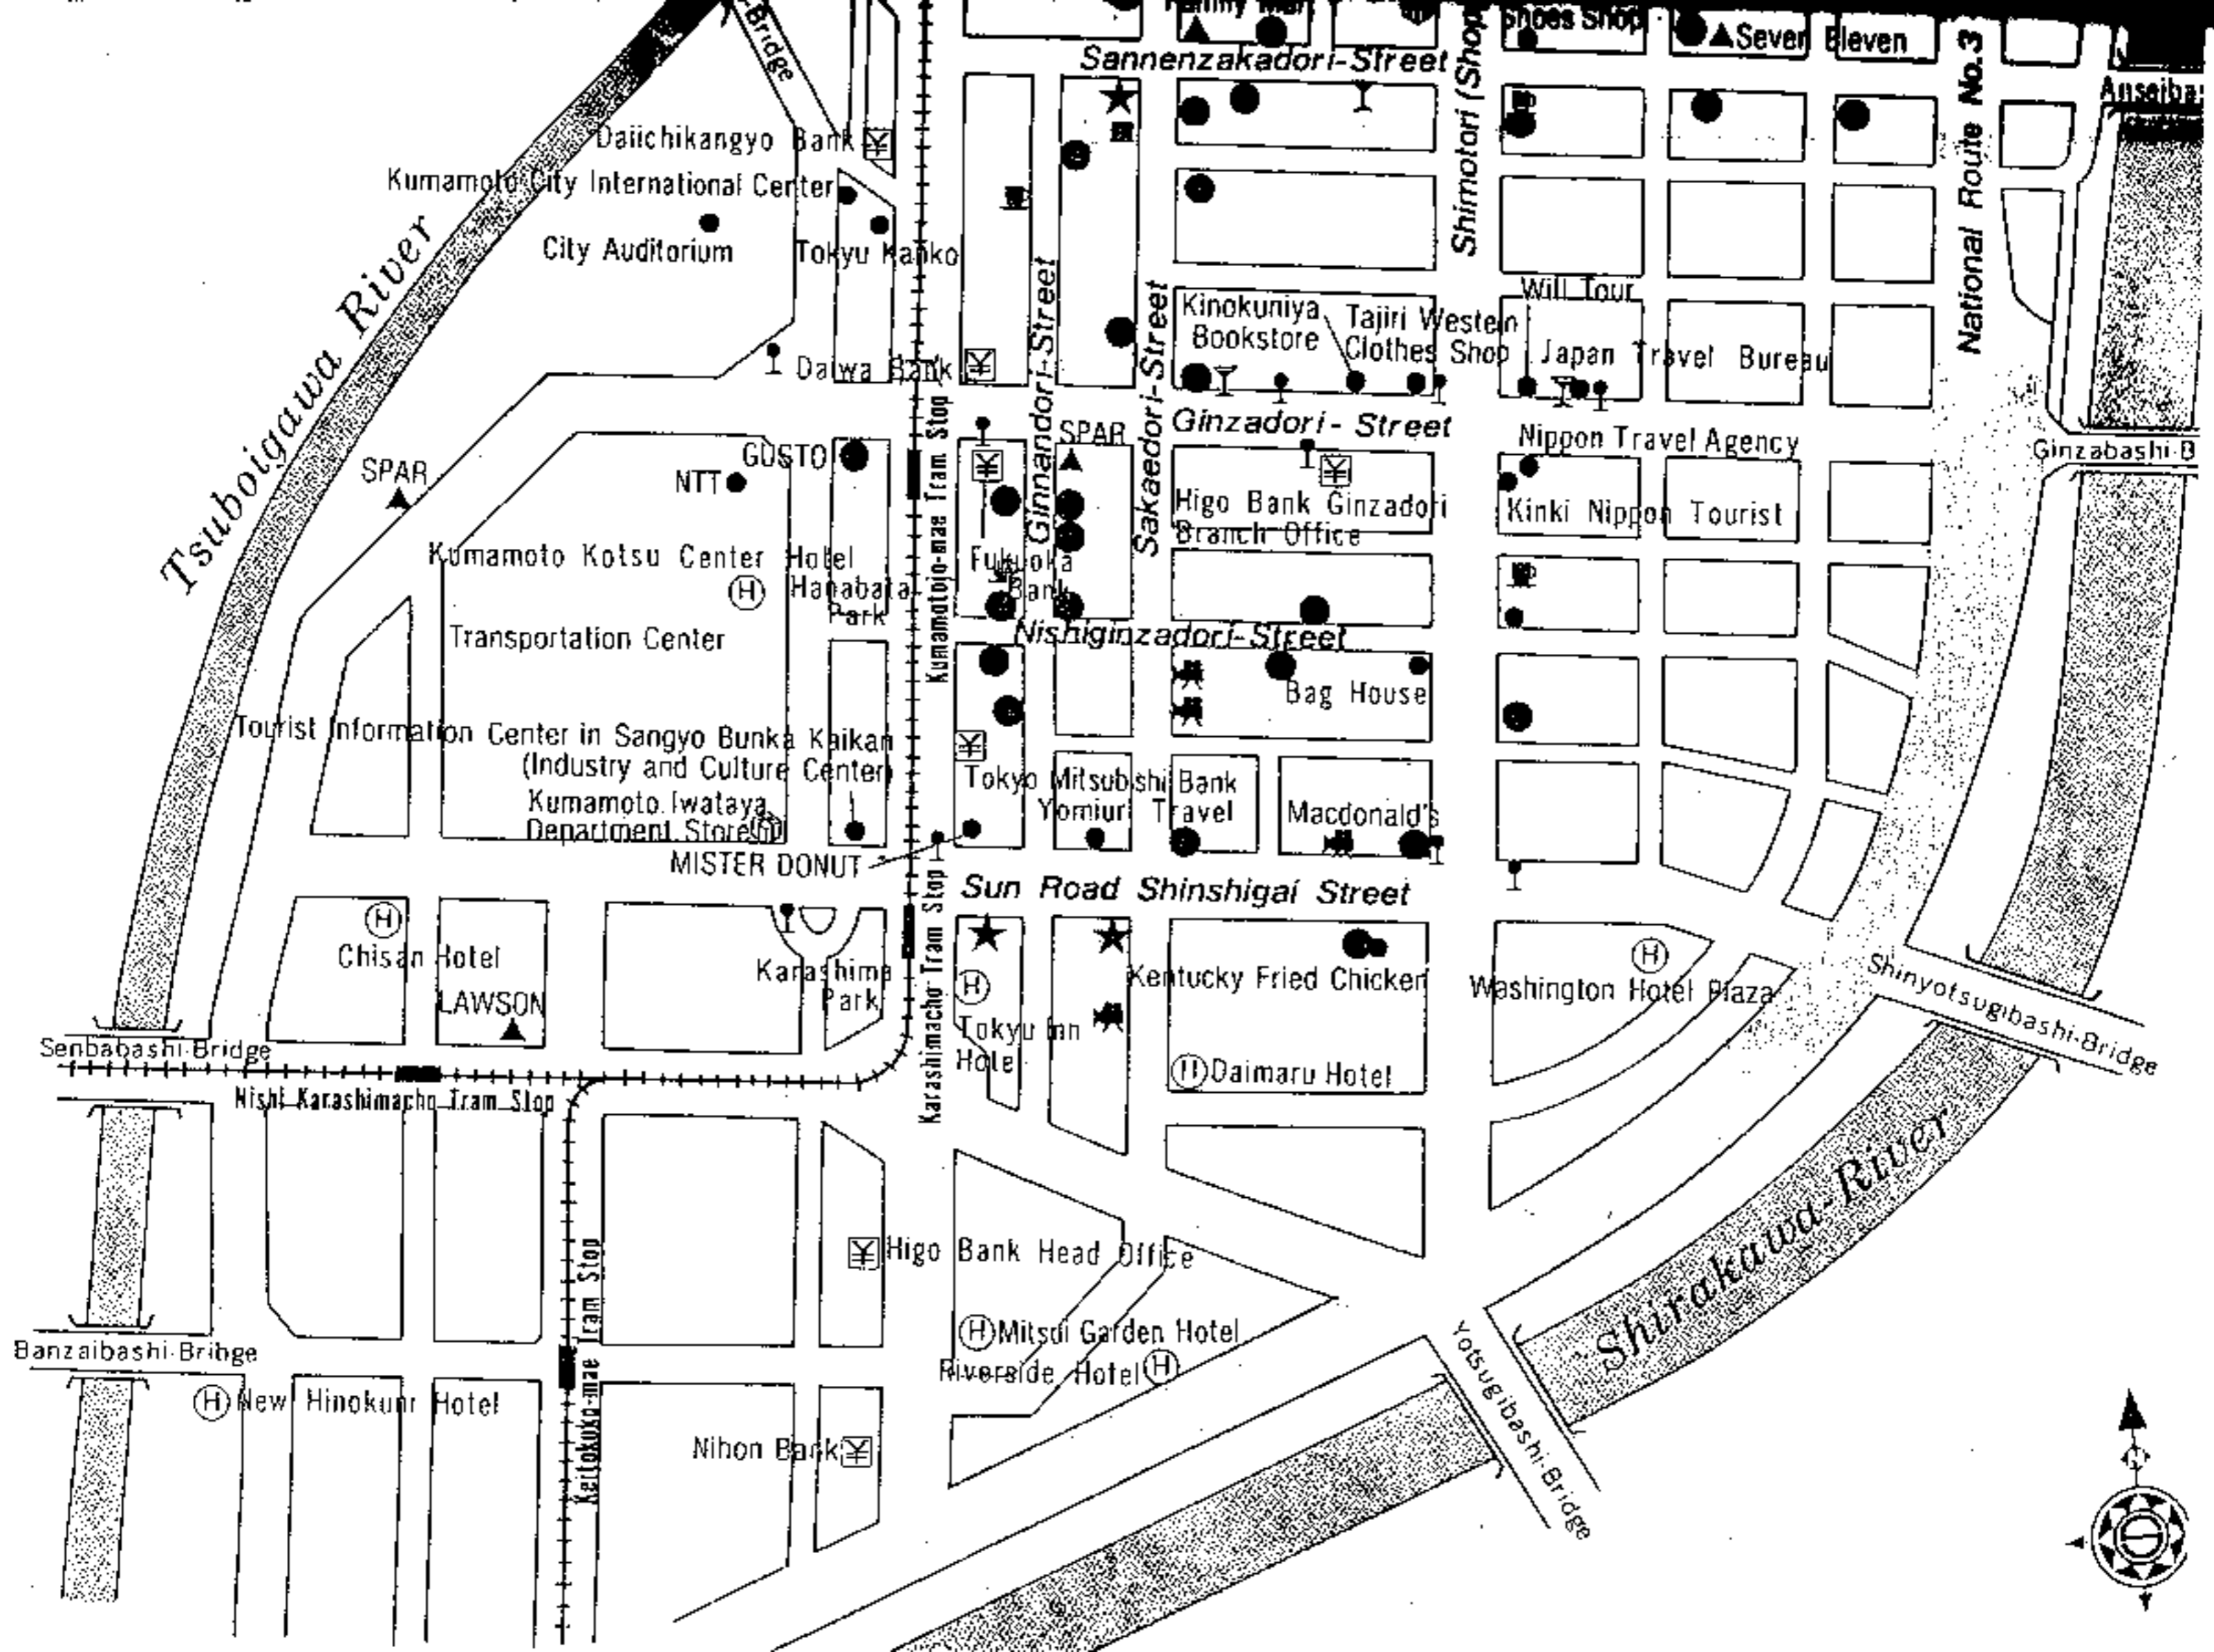 Shoes Shop
Seven Eleven
-Bridge
Sannenzakadori-Street
Shimotori (Shop
National Route No.3
Daiichikangyo Bank
Kumamoto City International Center
City Auditorium
Tokyu Kanko
Tsuboigawa River
Ginnandori-Street
Sakaedori-Street
Kinokuniya
Bookstore
Tajiri Western
Clothes Shop
Will Tour
Japan Travel Bureau
Daiwa Bank
Ginzadori-Street
Nippon Travel Agency
Ginzabashi-B
SPAR
GUSTO
NTT
SPAR
Kumamotojo-mae Tram Stop
Higo Bank Ginzadori
Branch Office
Kinki Nippon Tourist
Kumamoto Kotsu Center Hotel
H
Hanabata
Park
Fukuoka
Bank
Transportation Center
Nishiginzadori-Street
Bag House
Tourist Information Center in Sangyo Bunka Kaikan
(Industry and Culture Center)
Kumamoto Iwataya
Department Store
Tokyo Mitsubishi Bank
Yomiuri Travel
Macdonald's
MISTER DONUT
Sun Road Shinshigai Street
H
Chisan Hotel
LAWSON
Karashima
Park
Karashimacho Tram Stop
H
Tokyu Inn
Hotel
Kentucky Fried Chicken
H
Washington Hotel Plaza
Shinyotsugibashi-Bridge
H Daimaru Hotel
Senbabashi-Bridge
Nishi Karashimacho Tram Stop
Shirakawa-River
¥ Higo Bank Head Office
H Mitsui Garden Hotel
Riverside Hotel H
Banzaibashi-Bribge
H New Hinokuni Hotel
Nihon Bank ¥
Yotsugibashi-Bridge